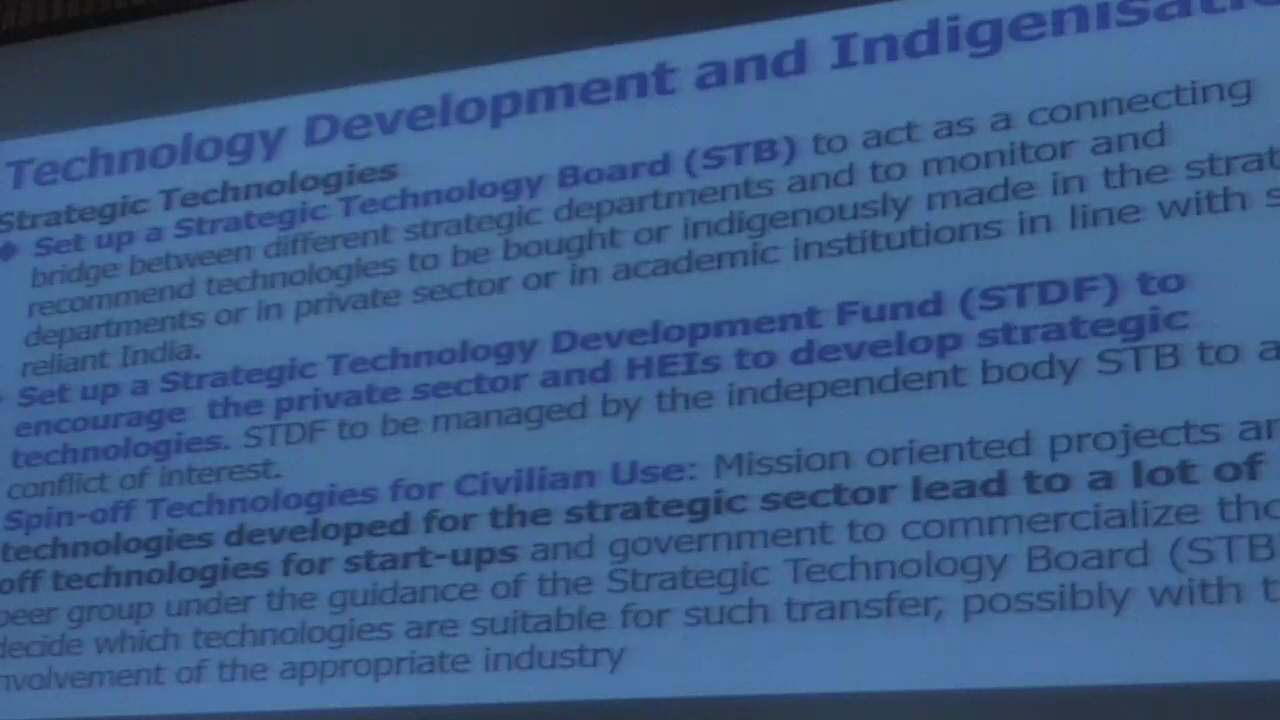 Technology Development and Indigenisati
Strategic Technologies
◆ Set up a Strategic Technology Board (STB) to act as a connecting
bridge between different strategic departments and to monitor and
recommend technologies to be bought or indigenously made in the strat
departments or in private sector or in academic institutions in line with s
reliant India.
Set up a Strategic Technology Development Fund (STDF) to
encourage the private sector and HEIs to develop strategic
technologies. STDF to be managed by the independent body STB to a
conflict of interest.
Spin-off Technologies for Civilian Use: Mission oriented projects an
technologies developed for the strategic sector lead to a lot of
off technologies for start-ups and government to commercialize tho
peer group under the guidance of the Strategic Technology Board (STB
decide which technologies are suitable for such transfer, possibly with t
nvolvement of the appropriate industry